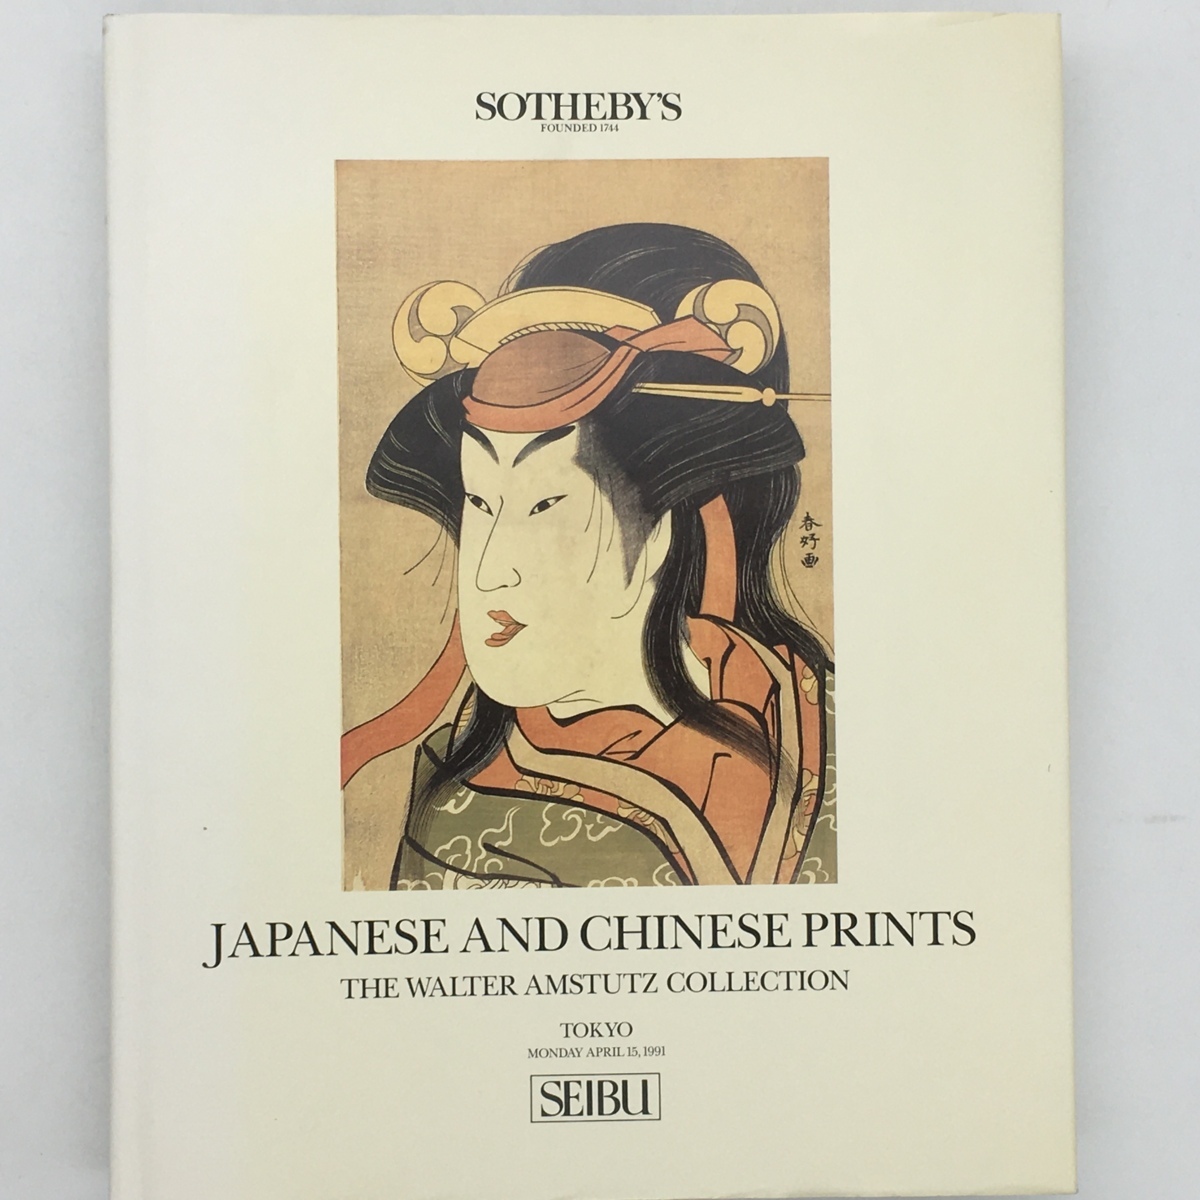 SOTHEBY'S
FOUNDED 1744
春好画
JAPANESE AND CHINESE PRINTS
THE WALTER AMSTUTZ COLLECTION
TOKYO
MONDAY APRIL 15, 1991
SEIBU